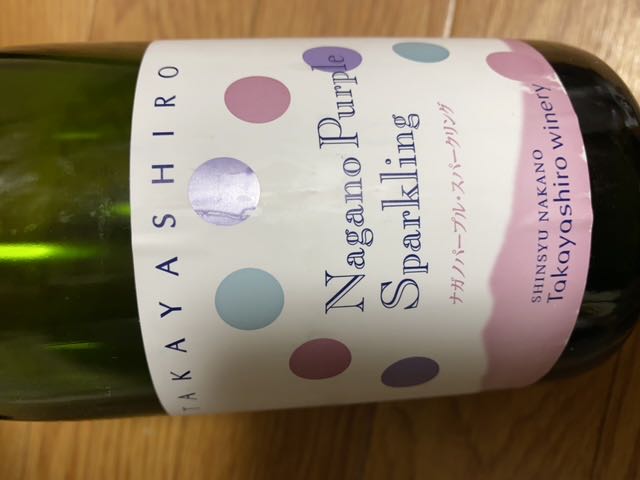 TAKAYASHIRO
Nagano Purple
Sparkling
ナガノパープル・スパークリング
SHINSYU NAKANO
Takayashiro winery